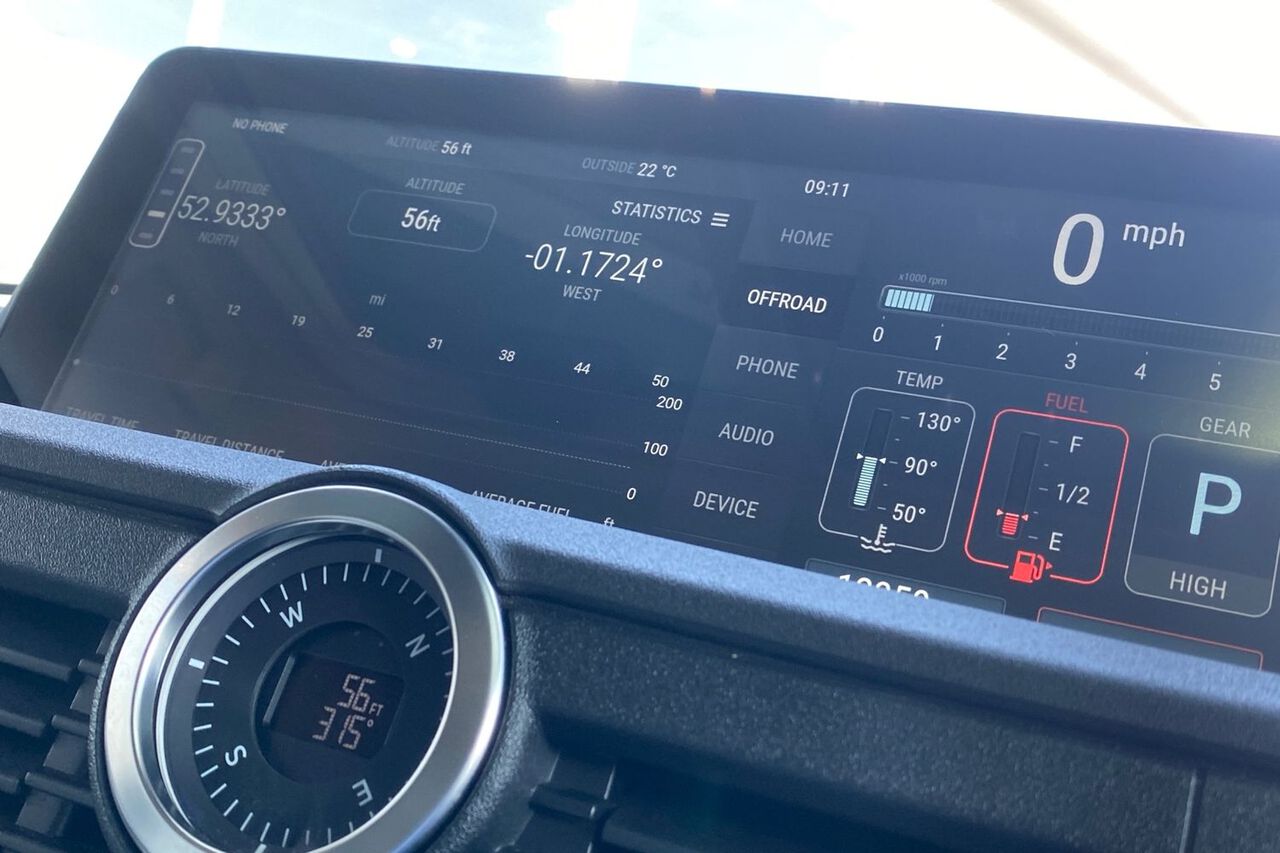 NO PHONE
ALTITUDE 56 ft
OUTSIDE 22 °C
09:11
LATITUDE
52.9333°
NORTH
ALTITUDE
56ft
STATISTICS
LONGITUDE
-01.1724°
WEST
mi
0 6 12 19 25 31 38 44 50
200
100
0
ft
TRAVEL TIME
TRAVEL DISTANCE
AVERAGE FUEL
HOME
OFFROAD
PHONE
AUDIO
DEVICE
0 mph
x1000 rpm
0 1 2 3 4 5
TEMP
130°
90°
50°
FUEL
F
1/2
E
GEAR
P
HIGH
W
N
S
E
56 FT
315°